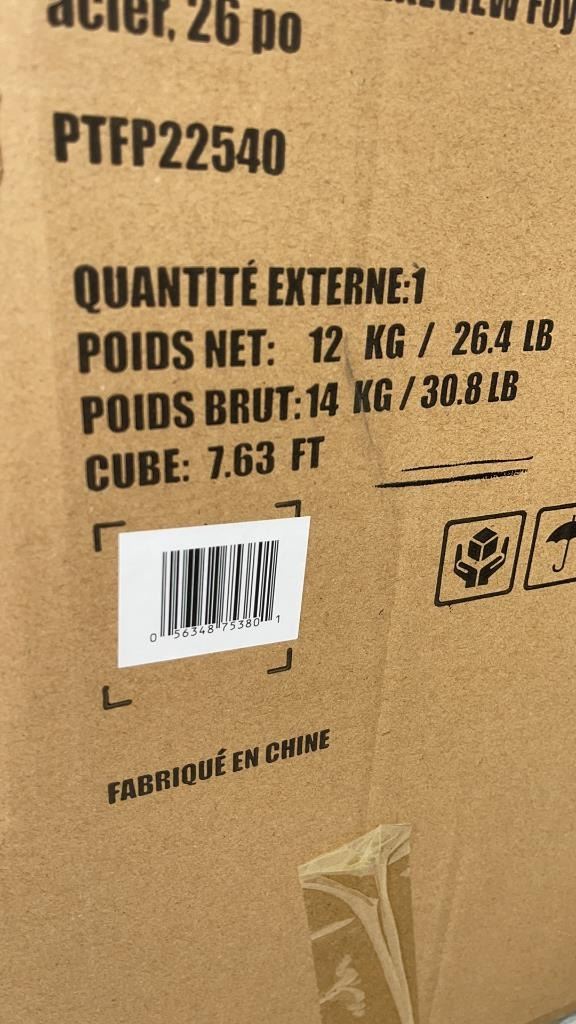 acier, 26 po
PTFP22540
QUANTITÉ EXTERNE:1
POIDS NET: 12 KG / 26.4 LB
POIDS BRUT:14 KG / 30.8 LB
CUBE: 7.63 FT
0 56348 75380 1
FABRIQUÉ EN CHINE